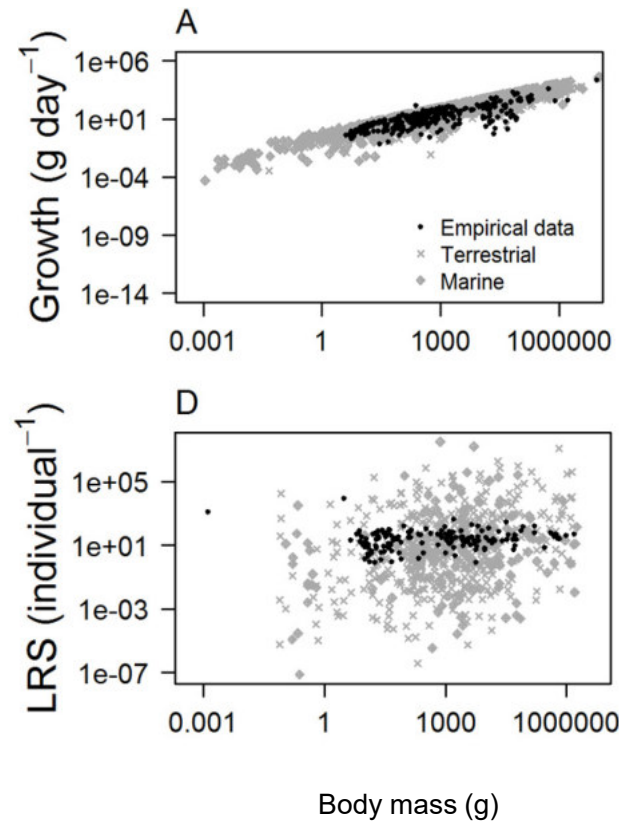 A
Growth (g day⁻¹)
1e+06
1e+01
1e-04
1e-09
1e-14
Empirical data
Terrestrial
Marine
0.001 1 1000 1000000
D
LRS (individual⁻¹)
1e+05
1e+01
1e-03
1e-07
0.001 1 1000 1000000
Body mass (g)